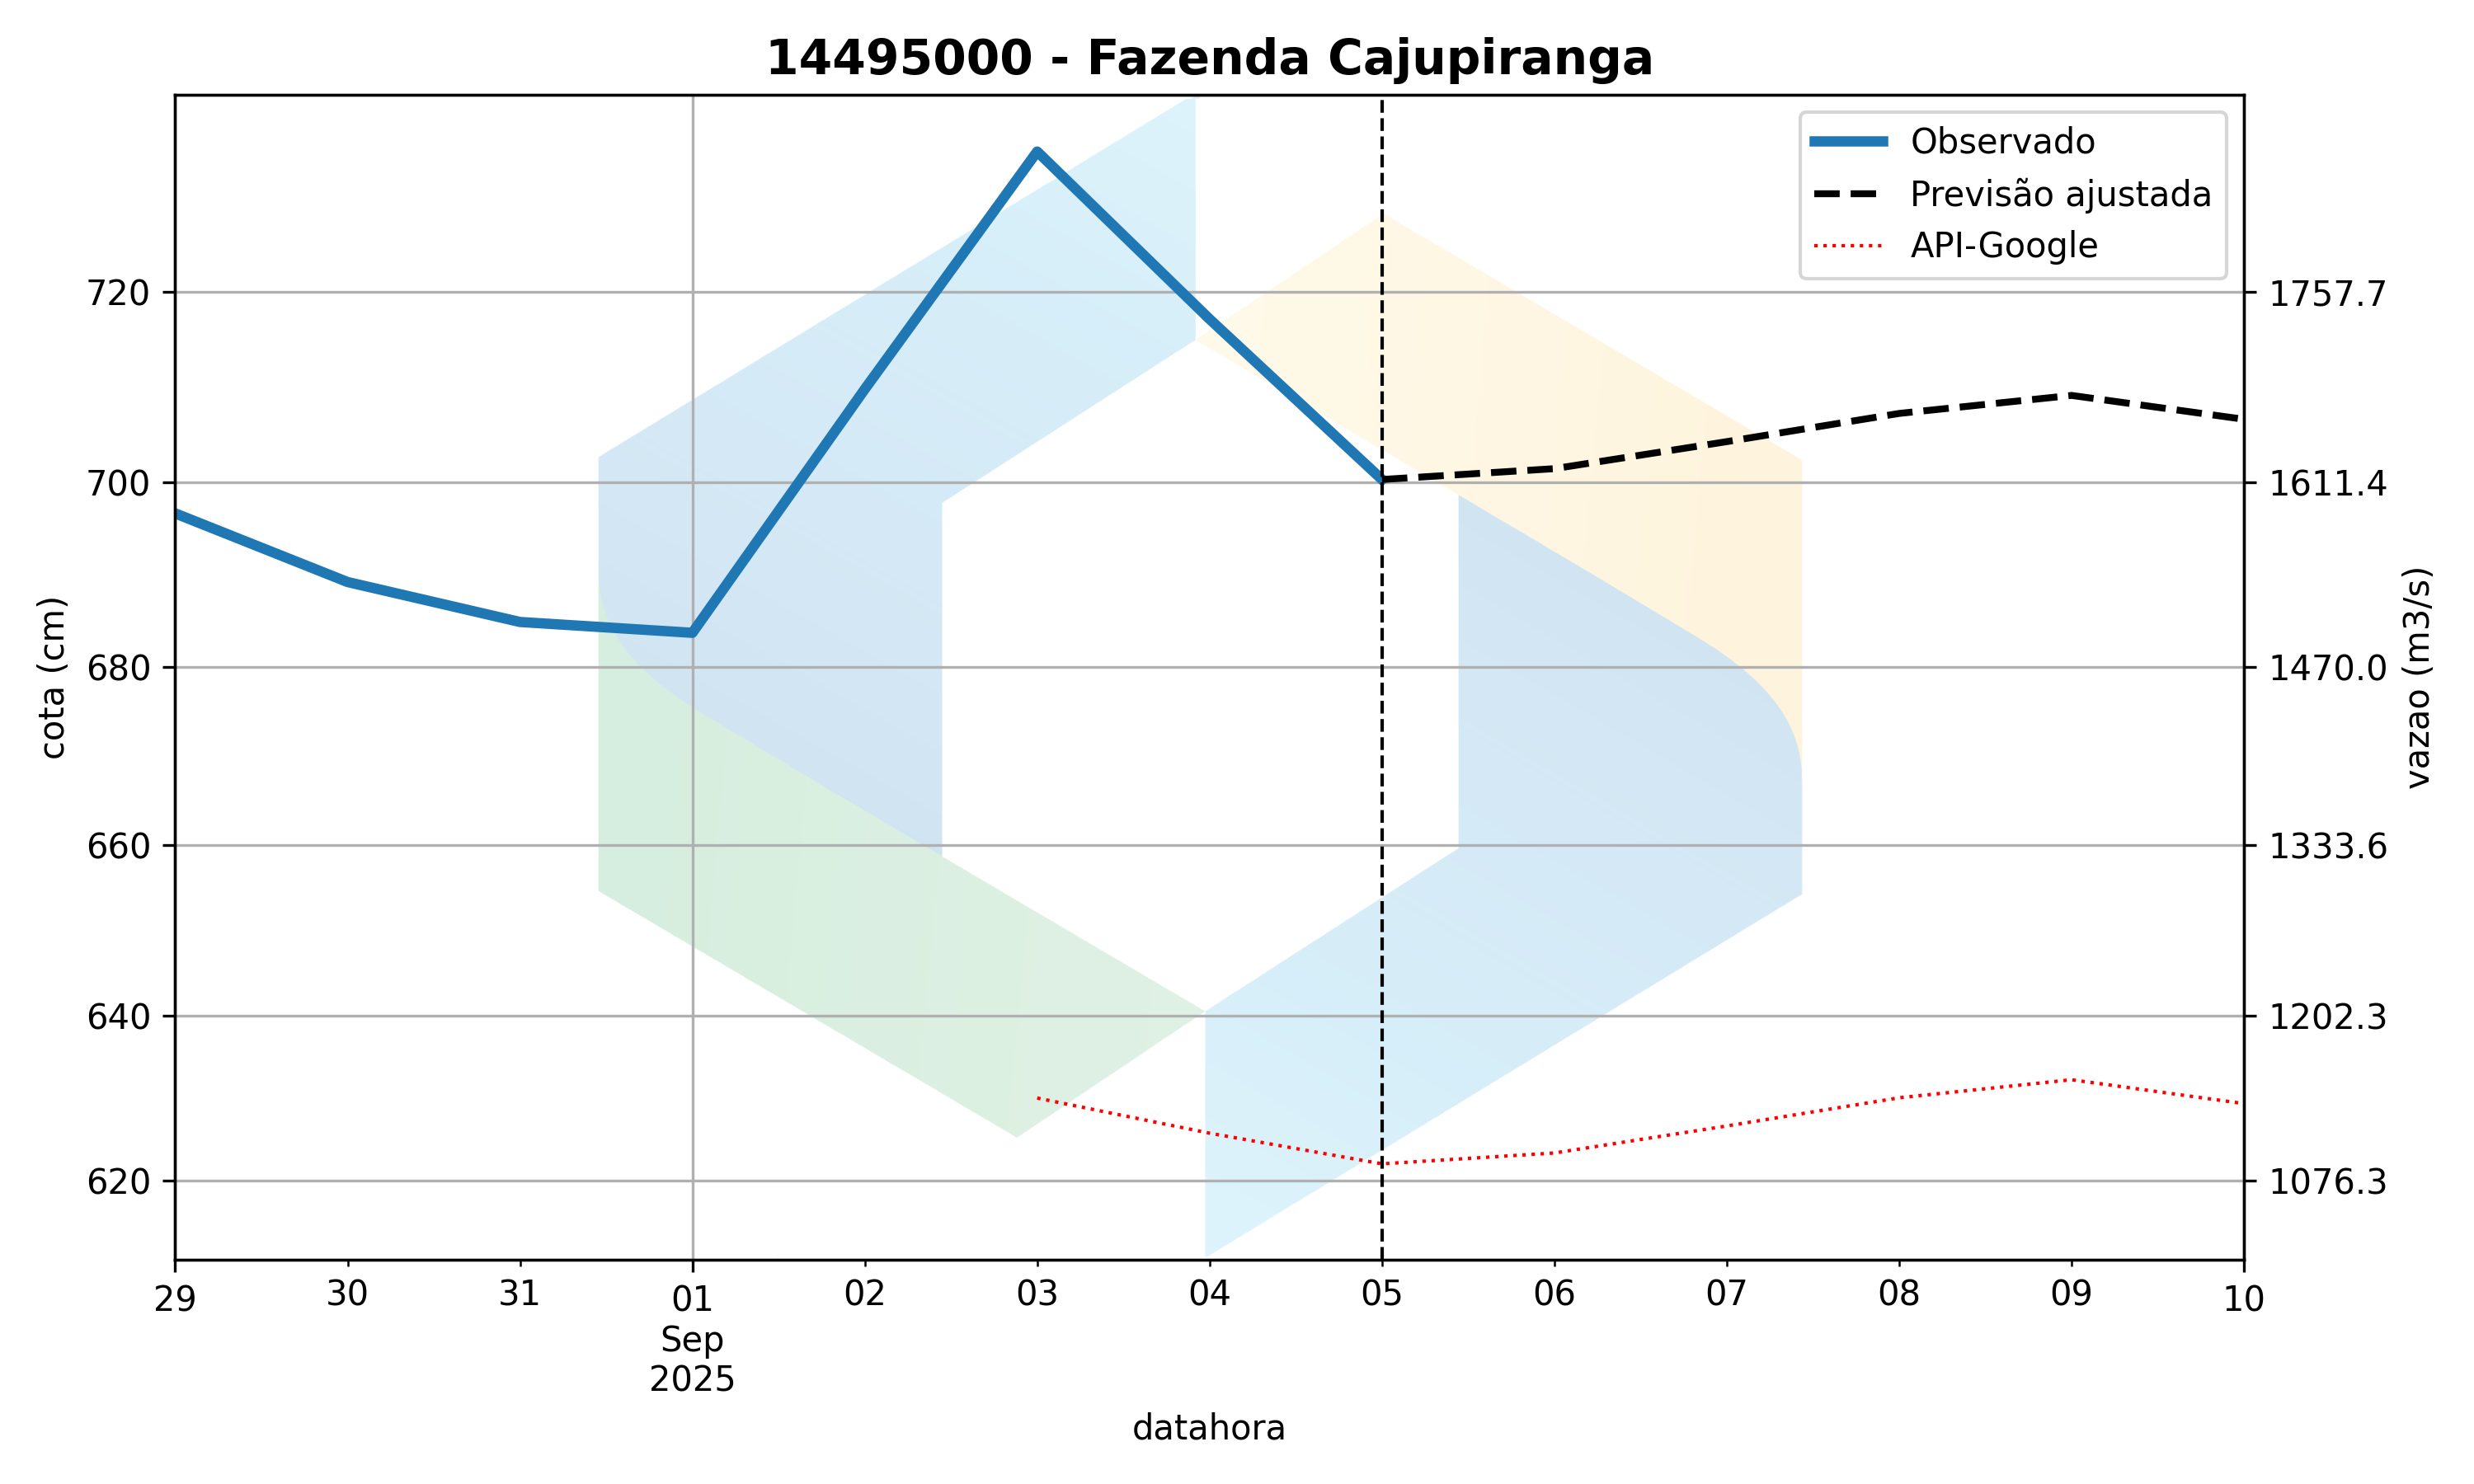 14495000 - Fazenda Cajupiranga
Observado
Previsão ajustada
API-Google
720
700
680
660
640
620
cota (cm)
1757.7
1611.4
1470.0
1333.6
1202.3
1076.3
vazao (m3/s)
29 30 31 01 02 03 04 05 06 07 08 09 10
Sep
2025
datahora